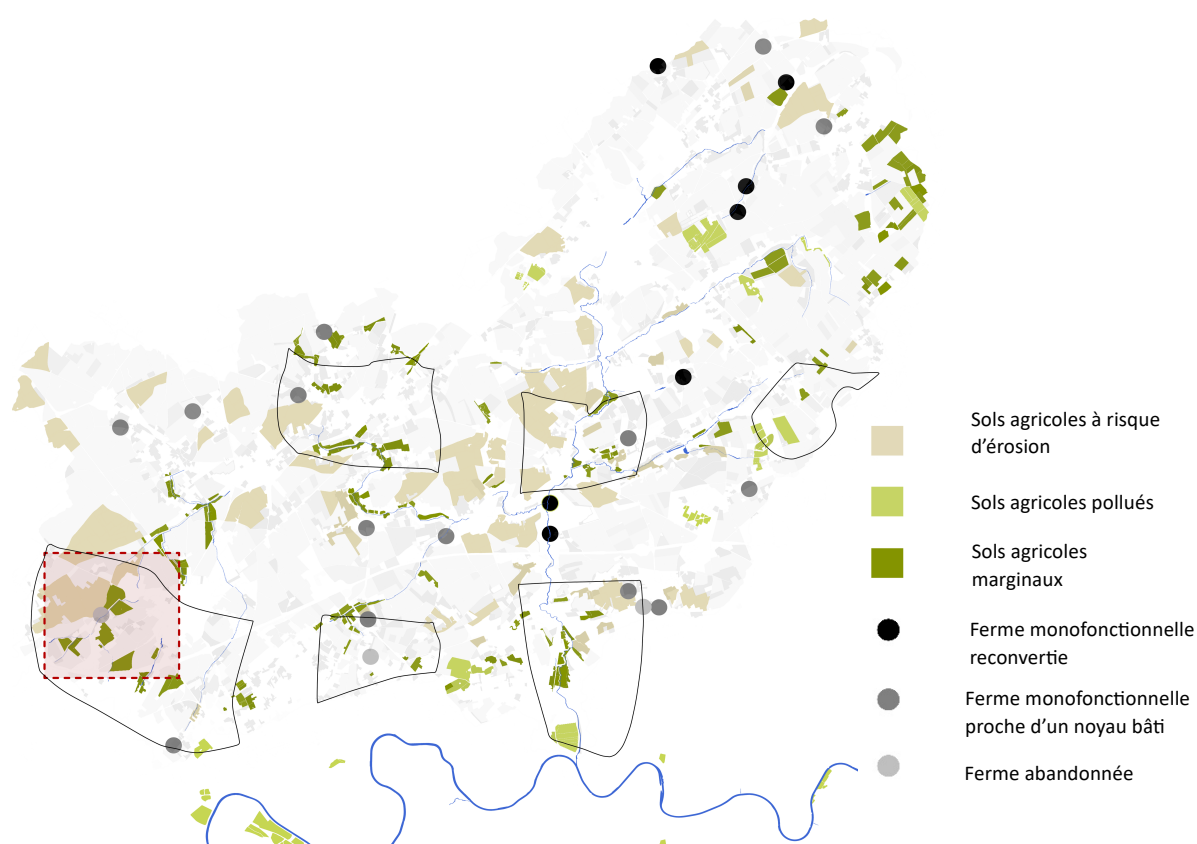 Sols agricoles à risque
d’érosion
Sols agricoles pollués
Sols agricoles
marginaux
Ferme monofonctionnelle
reconvertie
Ferme monofonctionnelle
proche d’un noyau bâti
Ferme abandonnée